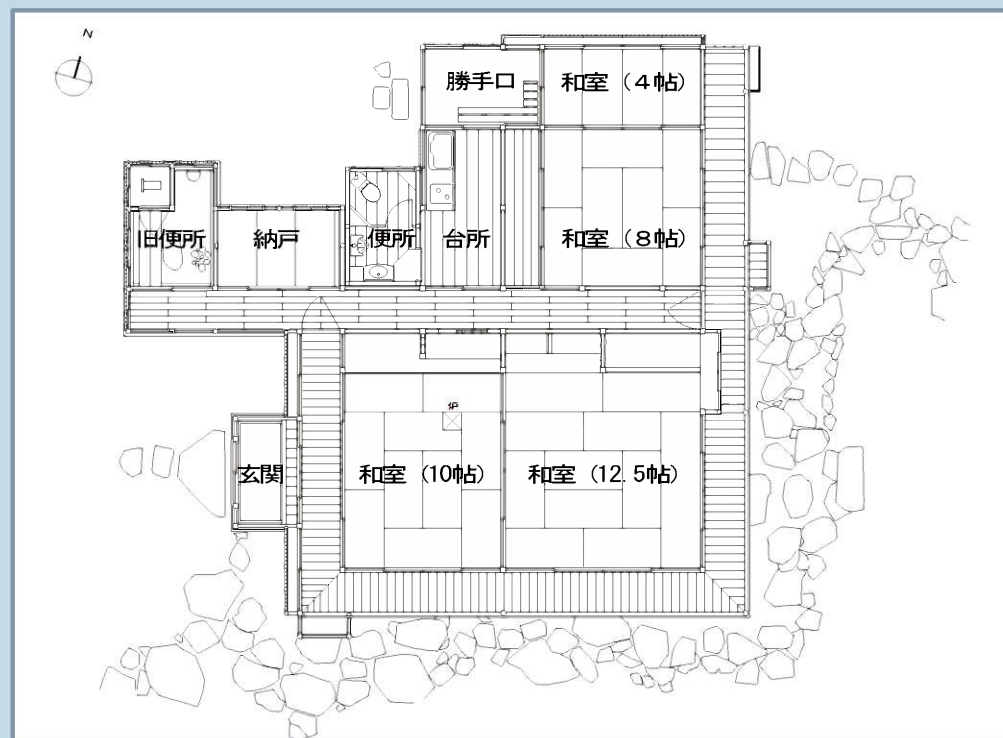 N
勝手口
和室（4帖）
旧便所
納戸
便所
台所
和室（8帖）
炉
玄関
和室（10帖）
和室（12.5帖）